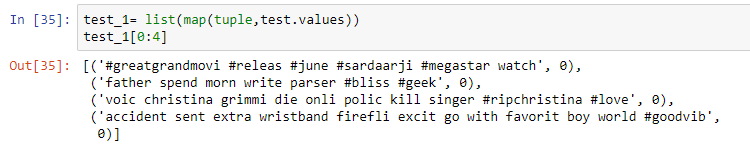 In [35]: test_1= list(map(tuple,test.values))
test_1[0:4]
Out[35]: [('#greatgrandmovi #releas #june #sardaarji #megastar watch', 0),
('father spend morn write parser #bliss #geek', 0),
('voic christina grimmi die onli polic kill singer #ripchristina #love', 0),
('accident sent extra wristband firefli excit go with favorit boy world #goodvib',
0)]